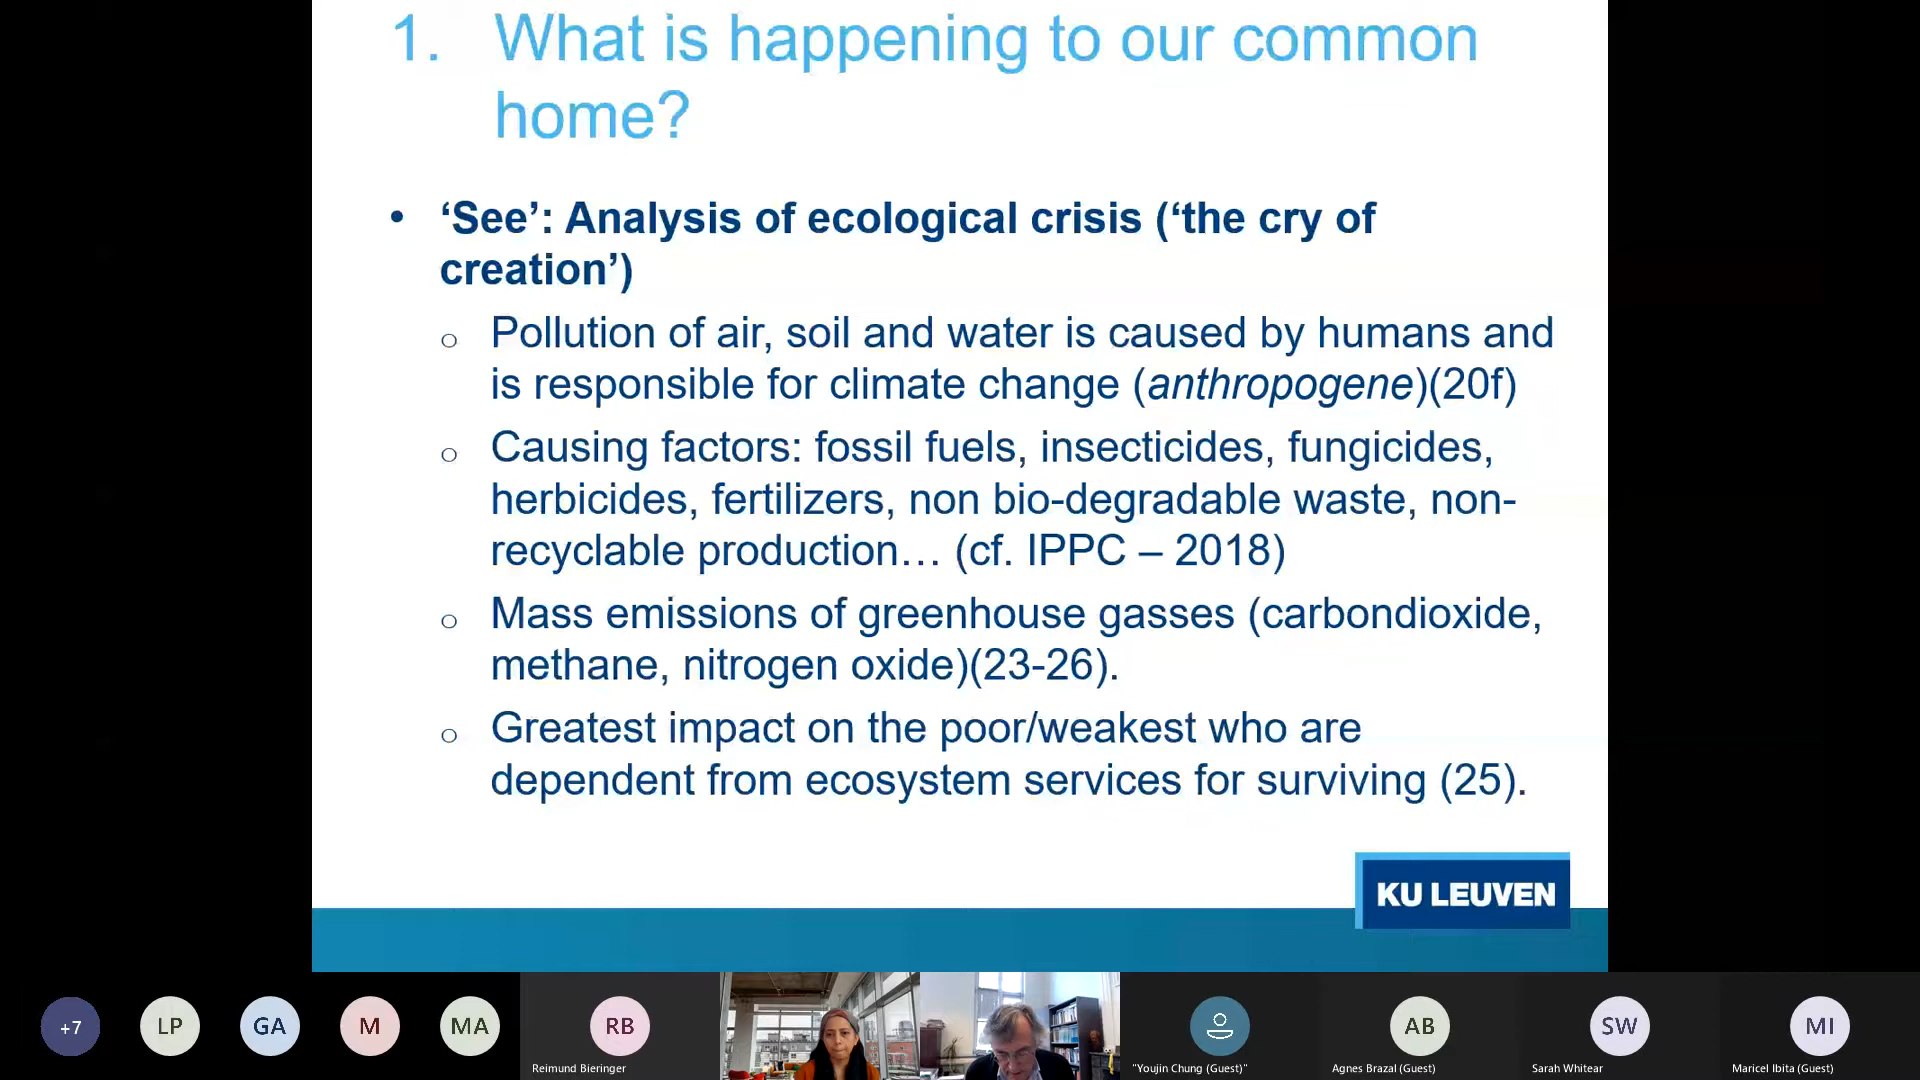 1. What is happening to our common
home?
• ‘See’: Analysis of ecological crisis (‘the cry of
creation’)
o Pollution of air, soil and water is caused by humans and
is responsible for climate change (anthropogene)(20f)
o Causing factors: fossil fuels, insecticides, fungicides,
herbicides, fertilizers, non bio-degradable waste, non-
recyclable production… (cf. IPPC – 2018)
o Mass emissions of greenhouse gasses (carbondioxide,
methane, nitrogen oxide)(23-26).
o Greatest impact on the poor/weakest who are
dependent from ecosystem services for surviving (25).
KU LEUVEN
+7
LP
GA
M
MA
RB
AB
SW
MI
Reimund Bieringer
"Youjin Chung (Guest)"
Agnes Brazal (Guest)
Sarah Whitear
Maricel Ibita (Guest)